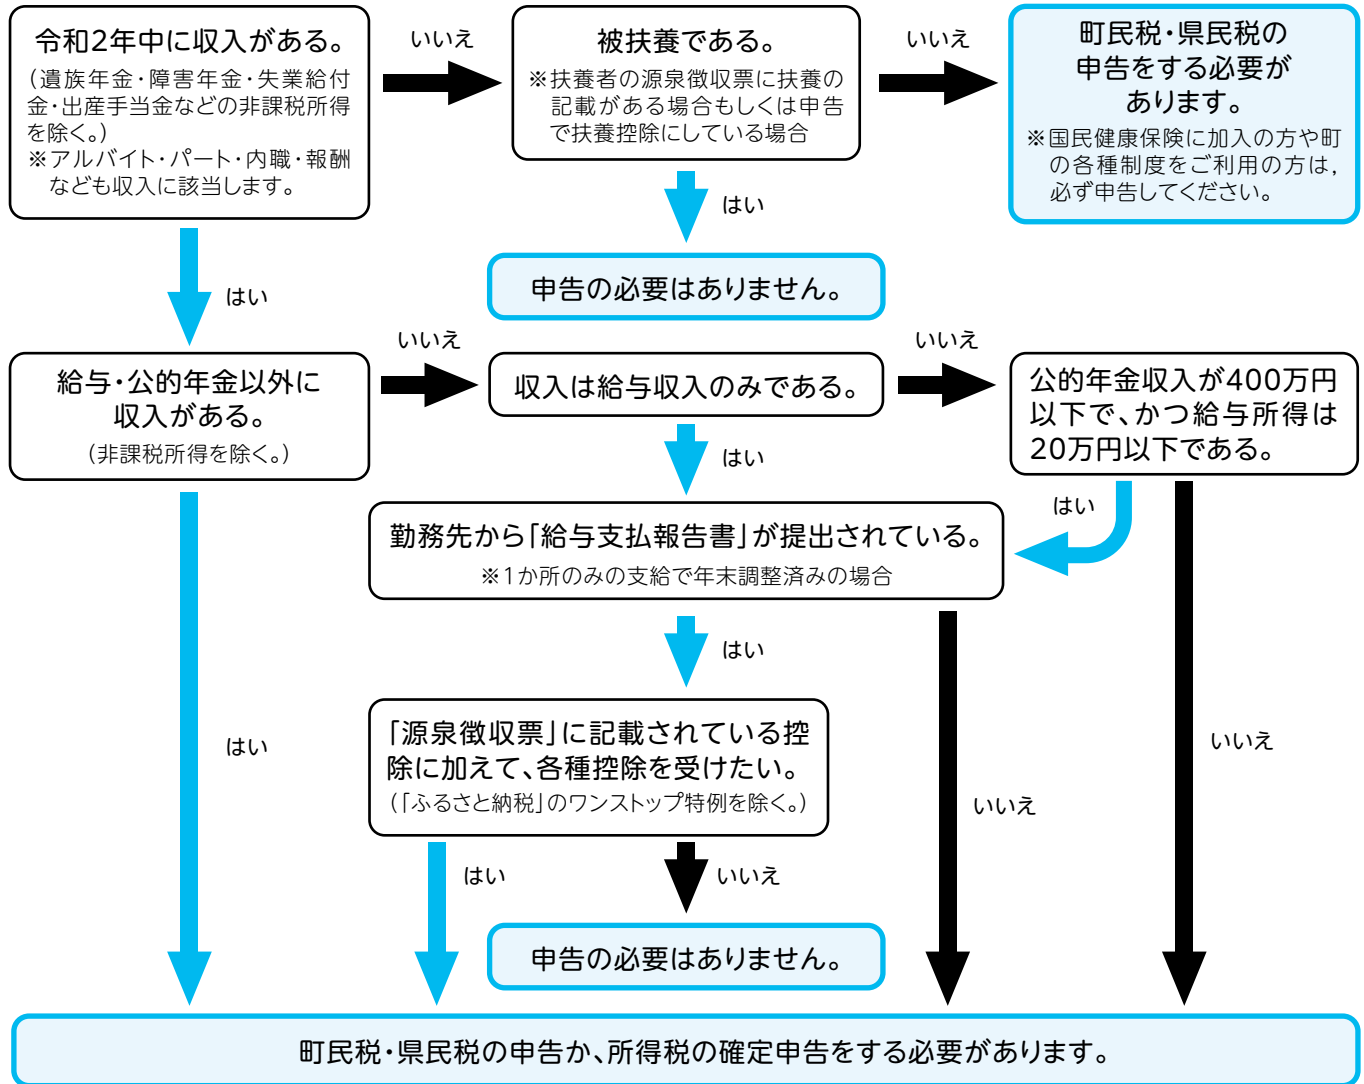 令和2年中に収入がある。
（遺族年金・障害年金・失業給付
金・出産手当金などの非課税所得
を除く。）
※アルバイト・パート・内職・報酬
なども収入に該当します。
いいえ
被扶養である。
※扶養者の源泉徴収票に扶養の
記載がある場合もしくは申告
で扶養控除にしている場合
いいえ
町民税・県民税の
申告をする必要が
あります。
※国民健康保険に加入の方や町
の各種制度をご利用の方は，
必ず申告してください。
はい
申告の必要はありません。
はい
給与・公的年金以外に
収入がある。
（非課税所得を除く。）
いいえ
収入は給与収入のみである。
いいえ
公的年金収入が400万円
以下で、かつ給与所得は
20万円以下である。
はい
はい
勤務先から「給与支払報告書」が提出されている。
※1か所のみの支給で年末調整済みの場合
はい
「源泉徴収票」に記載されている控
除に加えて、各種控除を受けたい。
（「ふるさと納税」のワンストップ特例を除く。）
はい
いいえ
いいえ
はい
いいえ
申告の必要はありません。
町民税・県民税の申告か、所得税の確定申告をする必要があります。